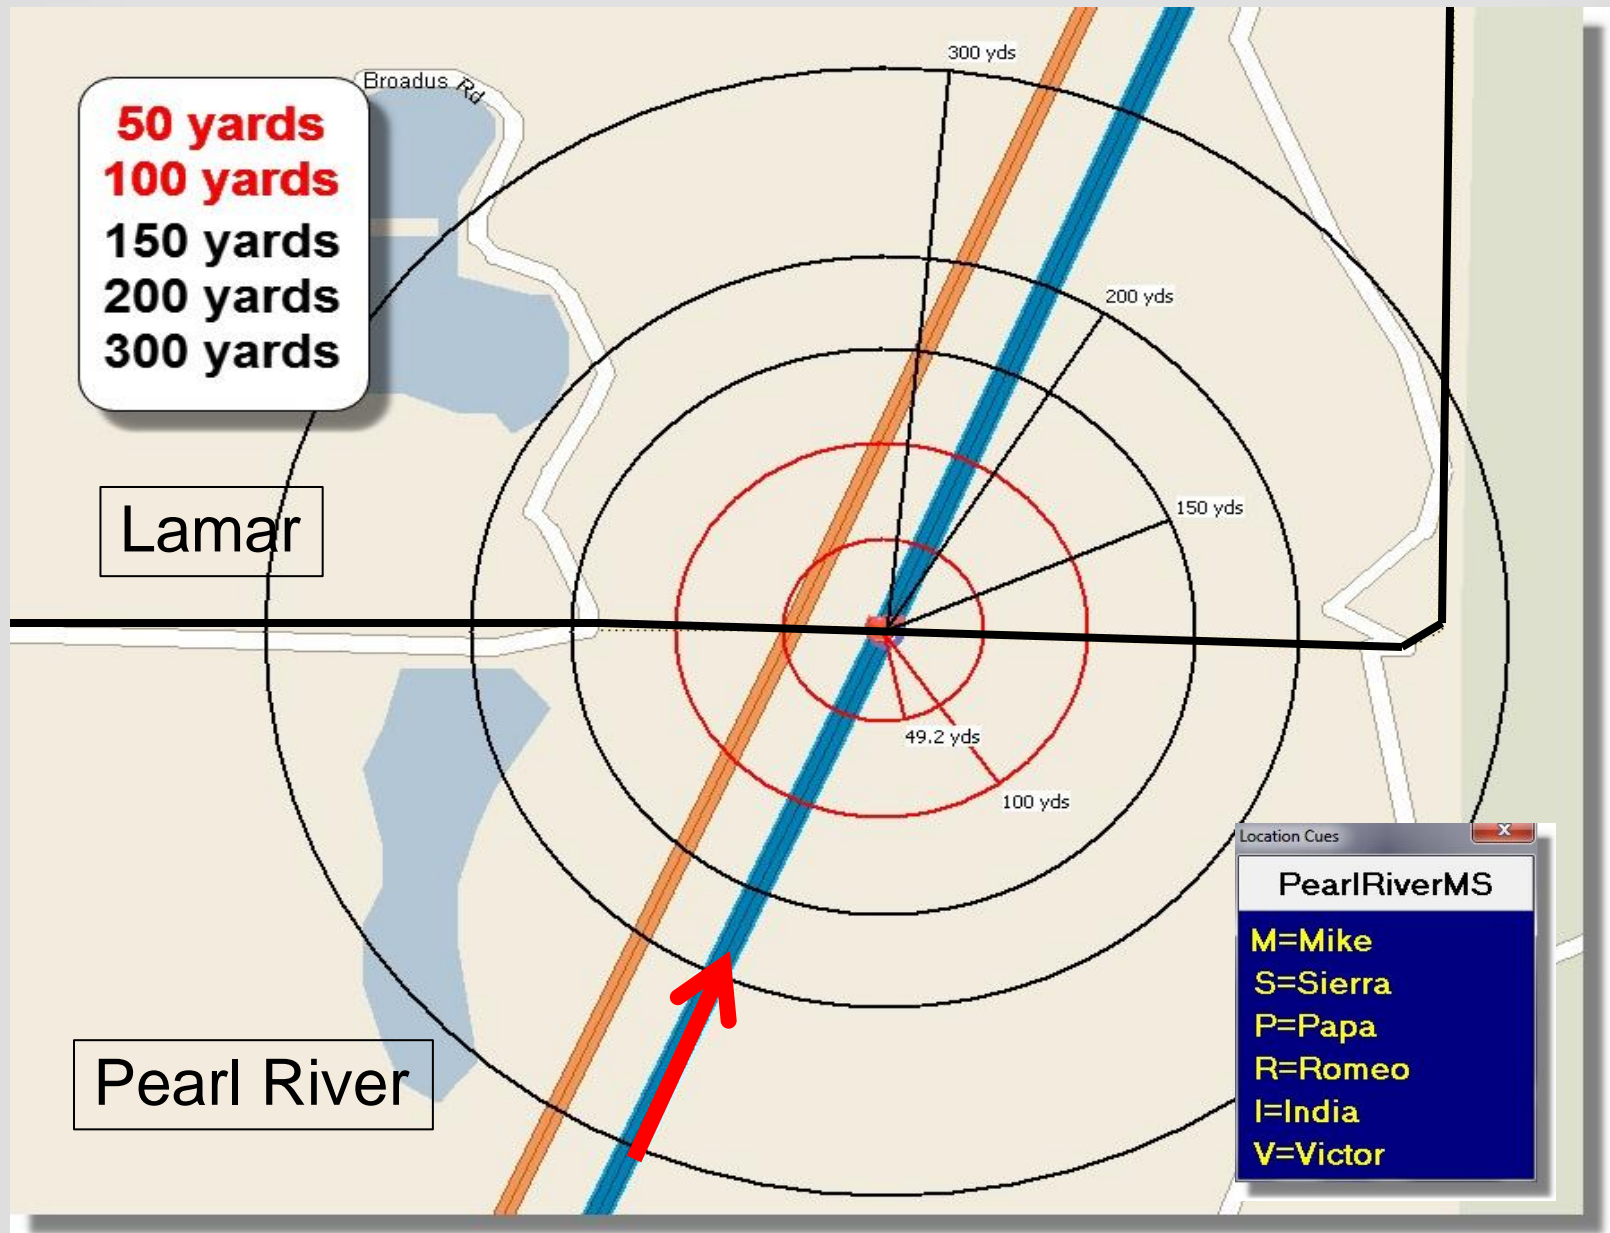 300 yds
Broadus Rd
50 yards
100 yards
150 yards
200 yards
300 yards
200 yds
150 yds
Lamar
49.2 yds
100 yds
Location Cues
PearlRiverMS
M=Mike
S=Sierra
P=Papa
R=Romeo
I=India
V=Victor
Pearl River